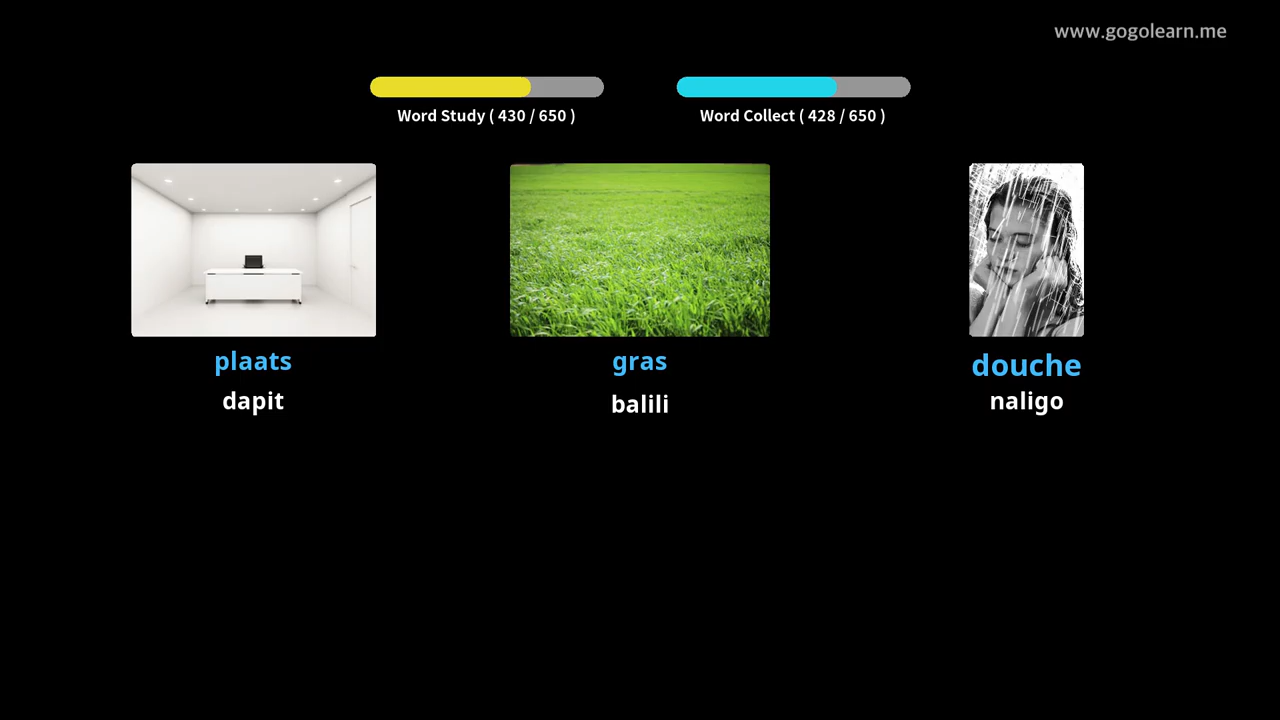 www.gogolearn.me
Word Study ( 430 / 650 )
Word Collect ( 428 / 650 )
plaats
gras
douche
dapit
balili
naligo